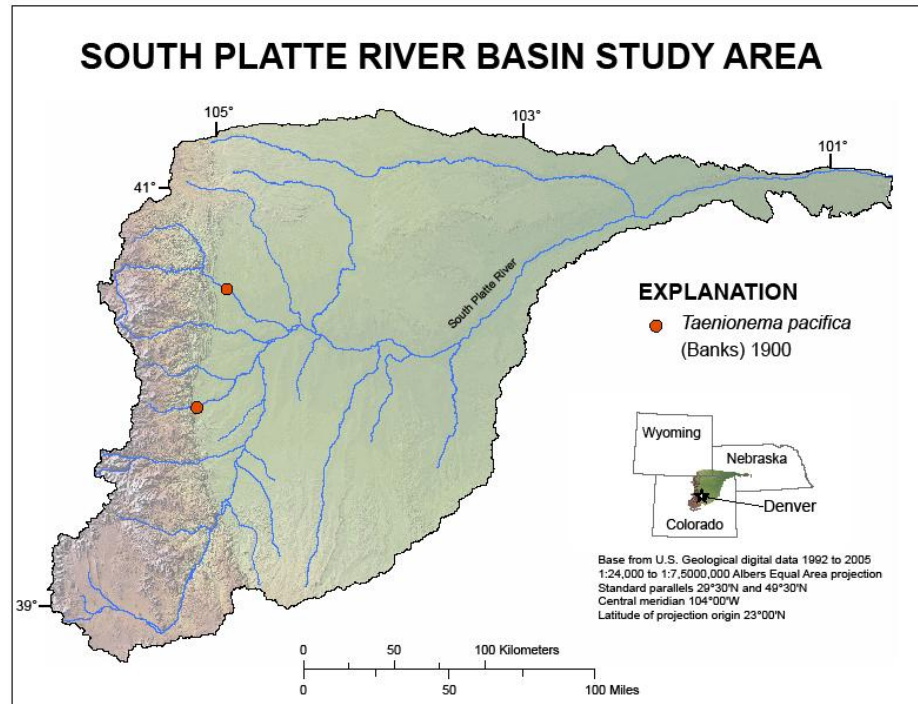 SOUTH PLATTE RIVER BASIN STUDY AREA
105°
103°
101°
41°
South Platte River
EXPLANATION
Taenionema pacifica
(Banks) 1900
Wyoming
Nebraska
Denver
Colorado
Base from U.S. Geological digital data 1992 to 2005
1:24,000 to 1:7,5000,000 Albers Equal Area projection
Standard parallels 29°30'N and 49°30'N
Central meridian 104°00'W
Latitude of projection origin 23°00'N
39°
0 50 100 Kilometers
0 50 100 Miles